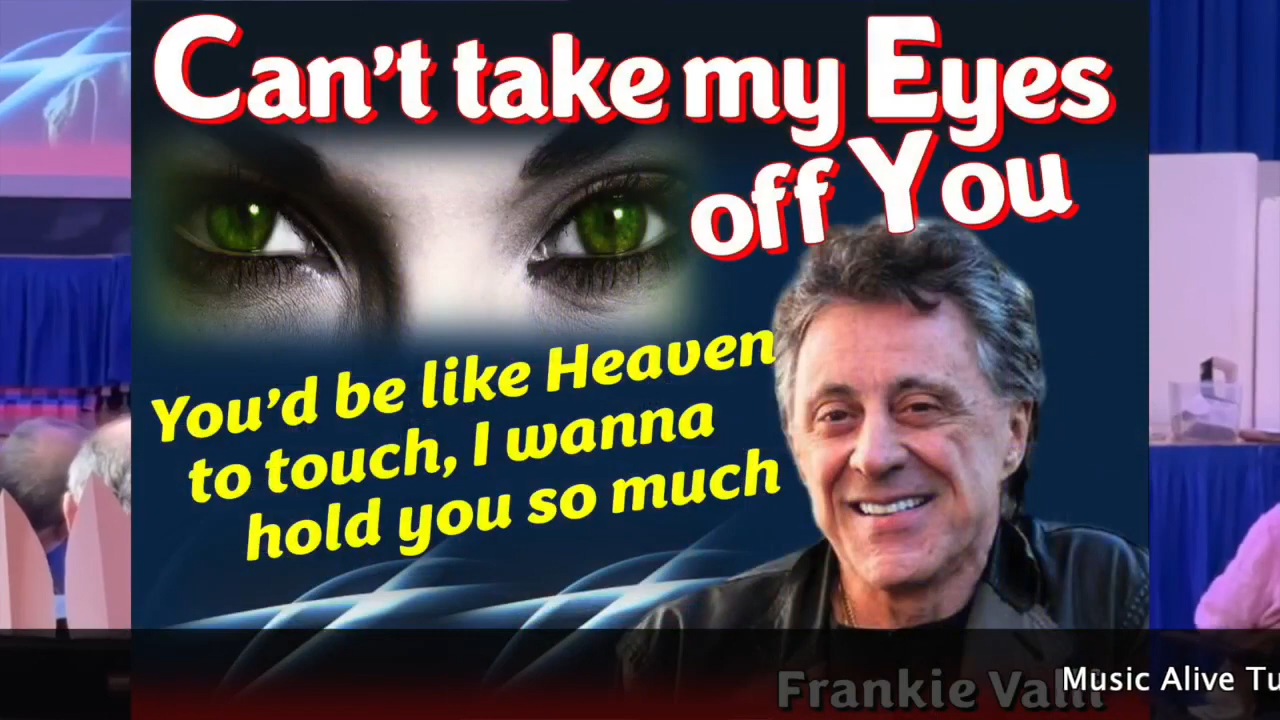 Can't take my Eyes
off You
You'd be like Heaven
to touch, I wanna
hold you so much
Frankie Valli
Music Alive Tu